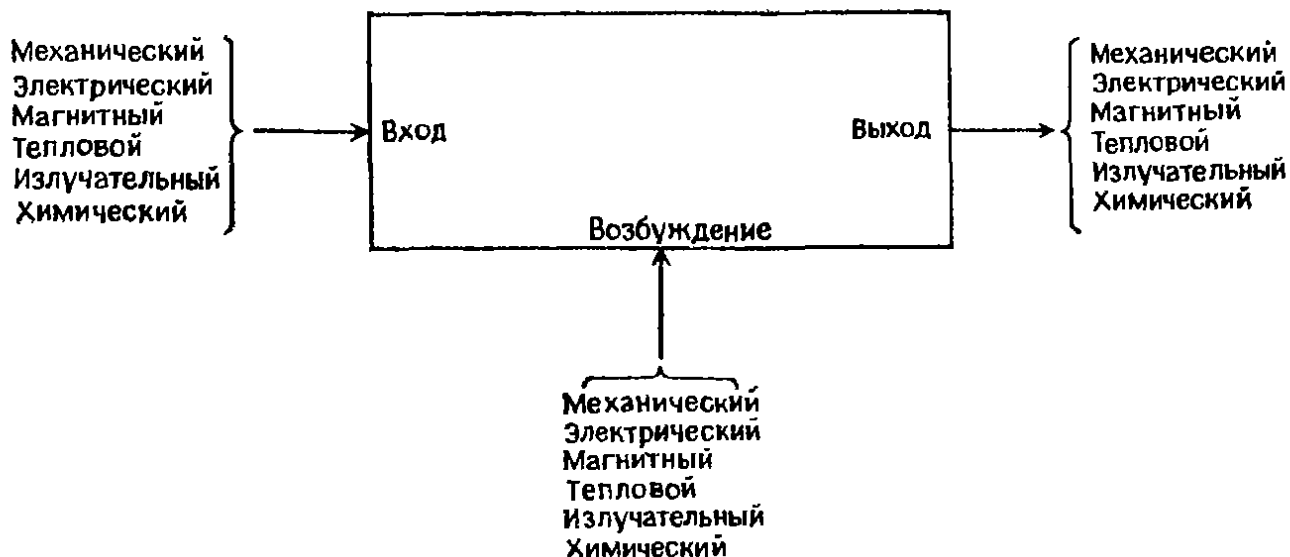 Механический
Электрический
Магнитный
Тепловой
Излучательный
Химический
Вход
Выход
Возбуждение
Механический
Электрический
Магнитный
Тепловой
Излучательный
Химический
Механический
Электрический
Магнитный
Тепловой
Излучательный
Химический